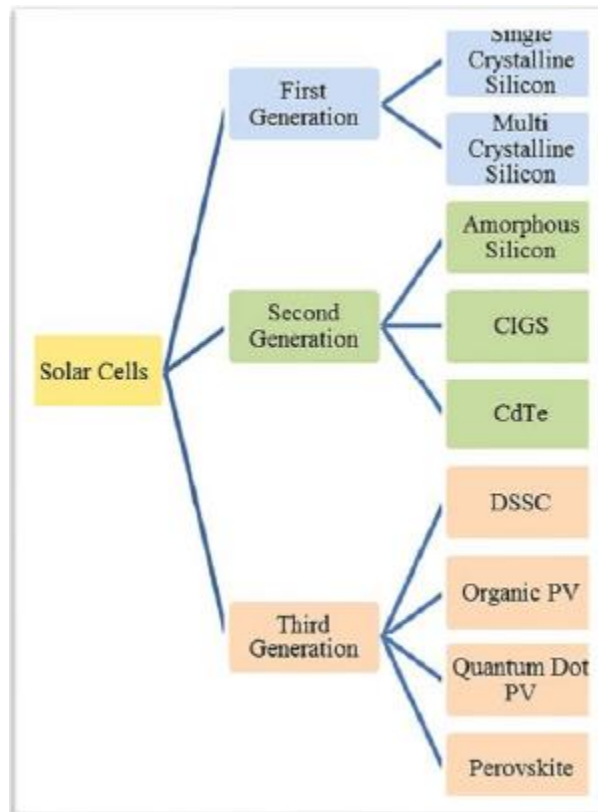 Single
Crystalline
Silicon
First
Generation
Multi
Crystalline
Silicon
Amorphous
Silicon
Second
Generation
CIGS
Solar Cells
CdTe
DSSC
Organic PV
Third
Generation
Quantum Dot
PV
Perovskite